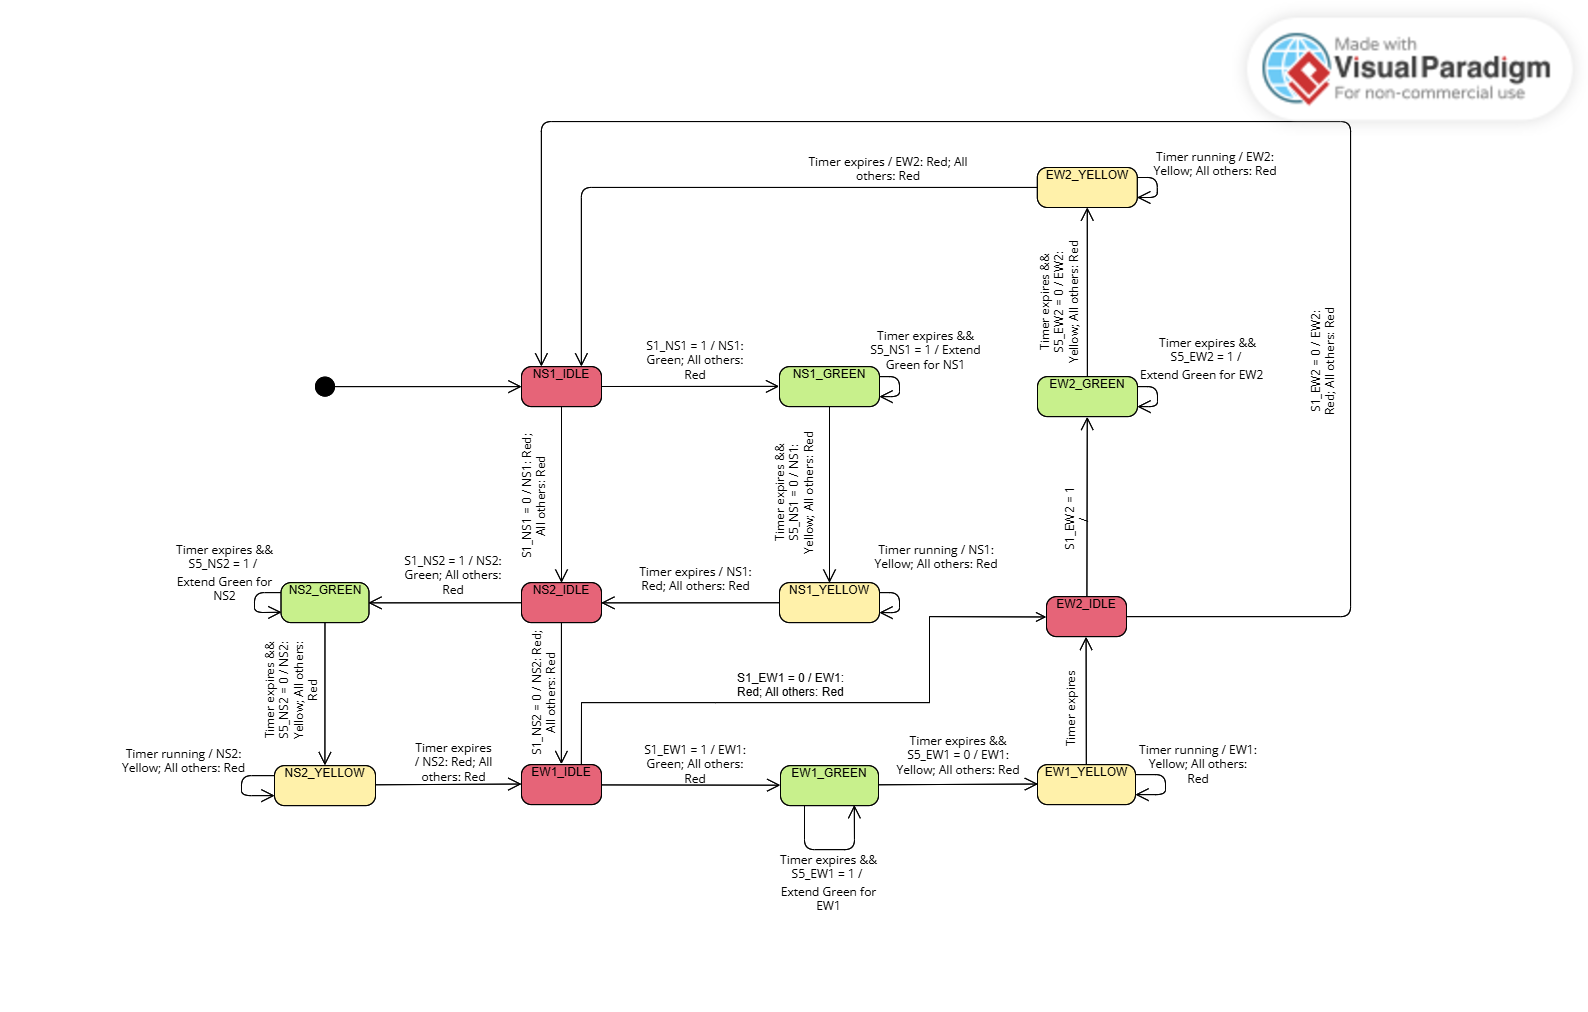 Made with
Visual Paradigm
For non-commercial use
Timer expires / EW2: Red; All
others: Red
EW2_YELLOW
Timer running / EW2:
Yellow; All others: Red
Timer expires &&
S5_EW2 = 0 / EW2:
Yellow; All others: Red
S1_EW2 = 0 / EW2:
Red; All others: Red
NS1_IDLE
S1_NS1 = 1 / NS1:
Green; All others:
Red
NS1_GREEN
Timer expires &&
S5_NS1 = 1 / Extend
Green for NS1
EW2_GREEN
Timer expires &&
S5_EW2 = 1 /
Extend Green for EW2
S1_NS1 = 0 / NS1: Red;
All others: Red
Timer expires &&
S5_NS1 = 0 / NS1:
Yellow; All others: Red
S1_EW2 = 1
/
Timer expires &&
S5_NS2 = 1 /
Extend Green for
NS2
NS2_GREEN
S1_NS2 = 1 / NS2:
Green; All others:
Red
NS2_IDLE
Timer expires / NS1:
Red; All others: Red
NS1_YELLOW
Timer running / NS1:
Yellow; All others: Red
EW2_IDLE
Timer expires &&
S5_NS2 = 0 / NS2:
Yellow; All others:
Red
S1_NS2 = 0 / NS2: Red;
All others: Red
S1_EW1 = 0 / EW1:
Red; All others: Red
Timer expires
Timer running / NS2:
Yellow; All others: Red
NS2_YELLOW
Timer expires
/ NS2: Red; All
others: Red
EW1_IDLE
S1_EW1 = 1 / EW1:
Green; All others:
Red
EW1_GREEN
Timer expires &&
S5_EW1 = 0 / EW1:
Yellow; All others: Red
EW1_YELLOW
Timer running / EW1:
Yellow; All others:
Red
Timer expires &&
S5_EW1 = 1 /
Extend Green for
EW1